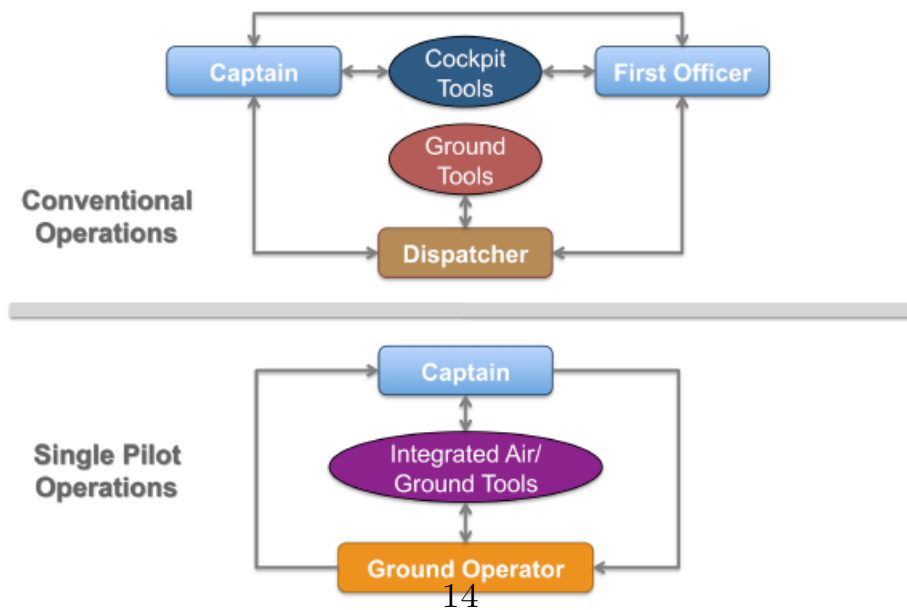 Captain
Cockpit
Tools
First Officer
Ground
Tools
Conventional
Operations
Dispatcher
Captain
Single Pilot
Operations
Integrated Air/
Ground Tools
Ground Operator
14